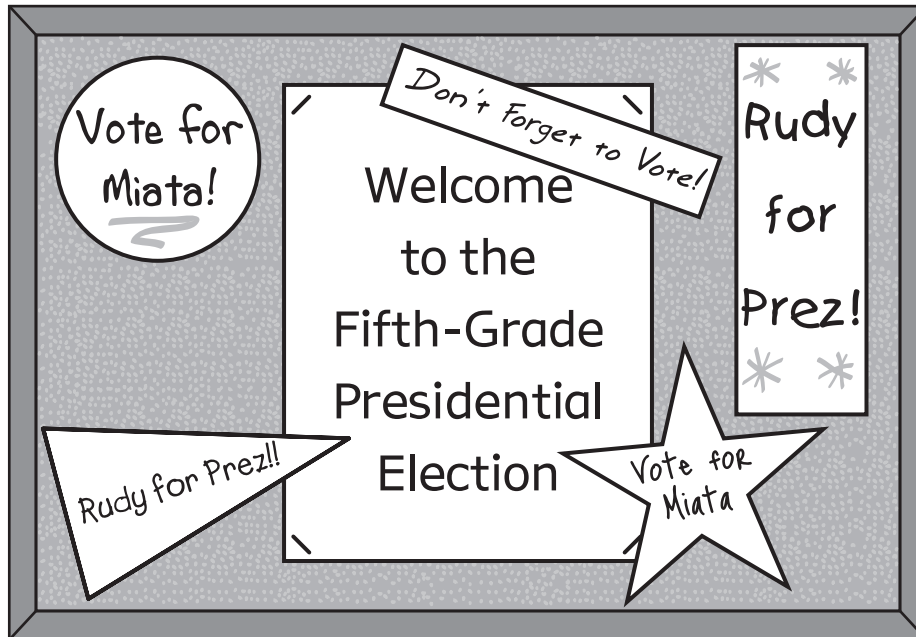 Vote for
Miata!
Don't Forget to Vote!
Welcome
to the
Fifth-Grade
Presidential
Election
Rudy
for
Prez!
Rudy for Prez!!
Vote for
Miata